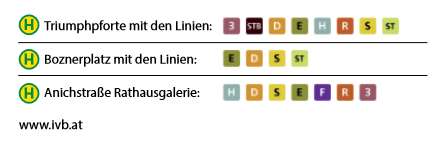 H Triumphpforte mit den Linien: 3 STB D E H R S ST
H Boznerplatz mit den Linien: E D S ST
H Anichstraße Rathausgalerie: H D S E F R 3
www.ivb.at